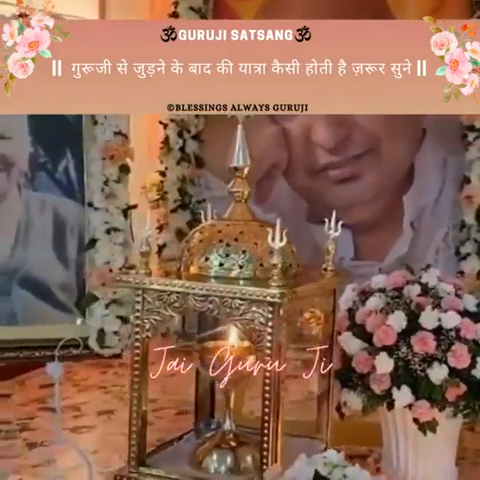 🕉GURUJI SATSANG🕉
|| गुरूजी से जुड़ने के बाद की यात्रा कैसी होती है ज़रूर सुने ||
©BLESSINGS ALWAYS GURUJI
Jai Guru Ji